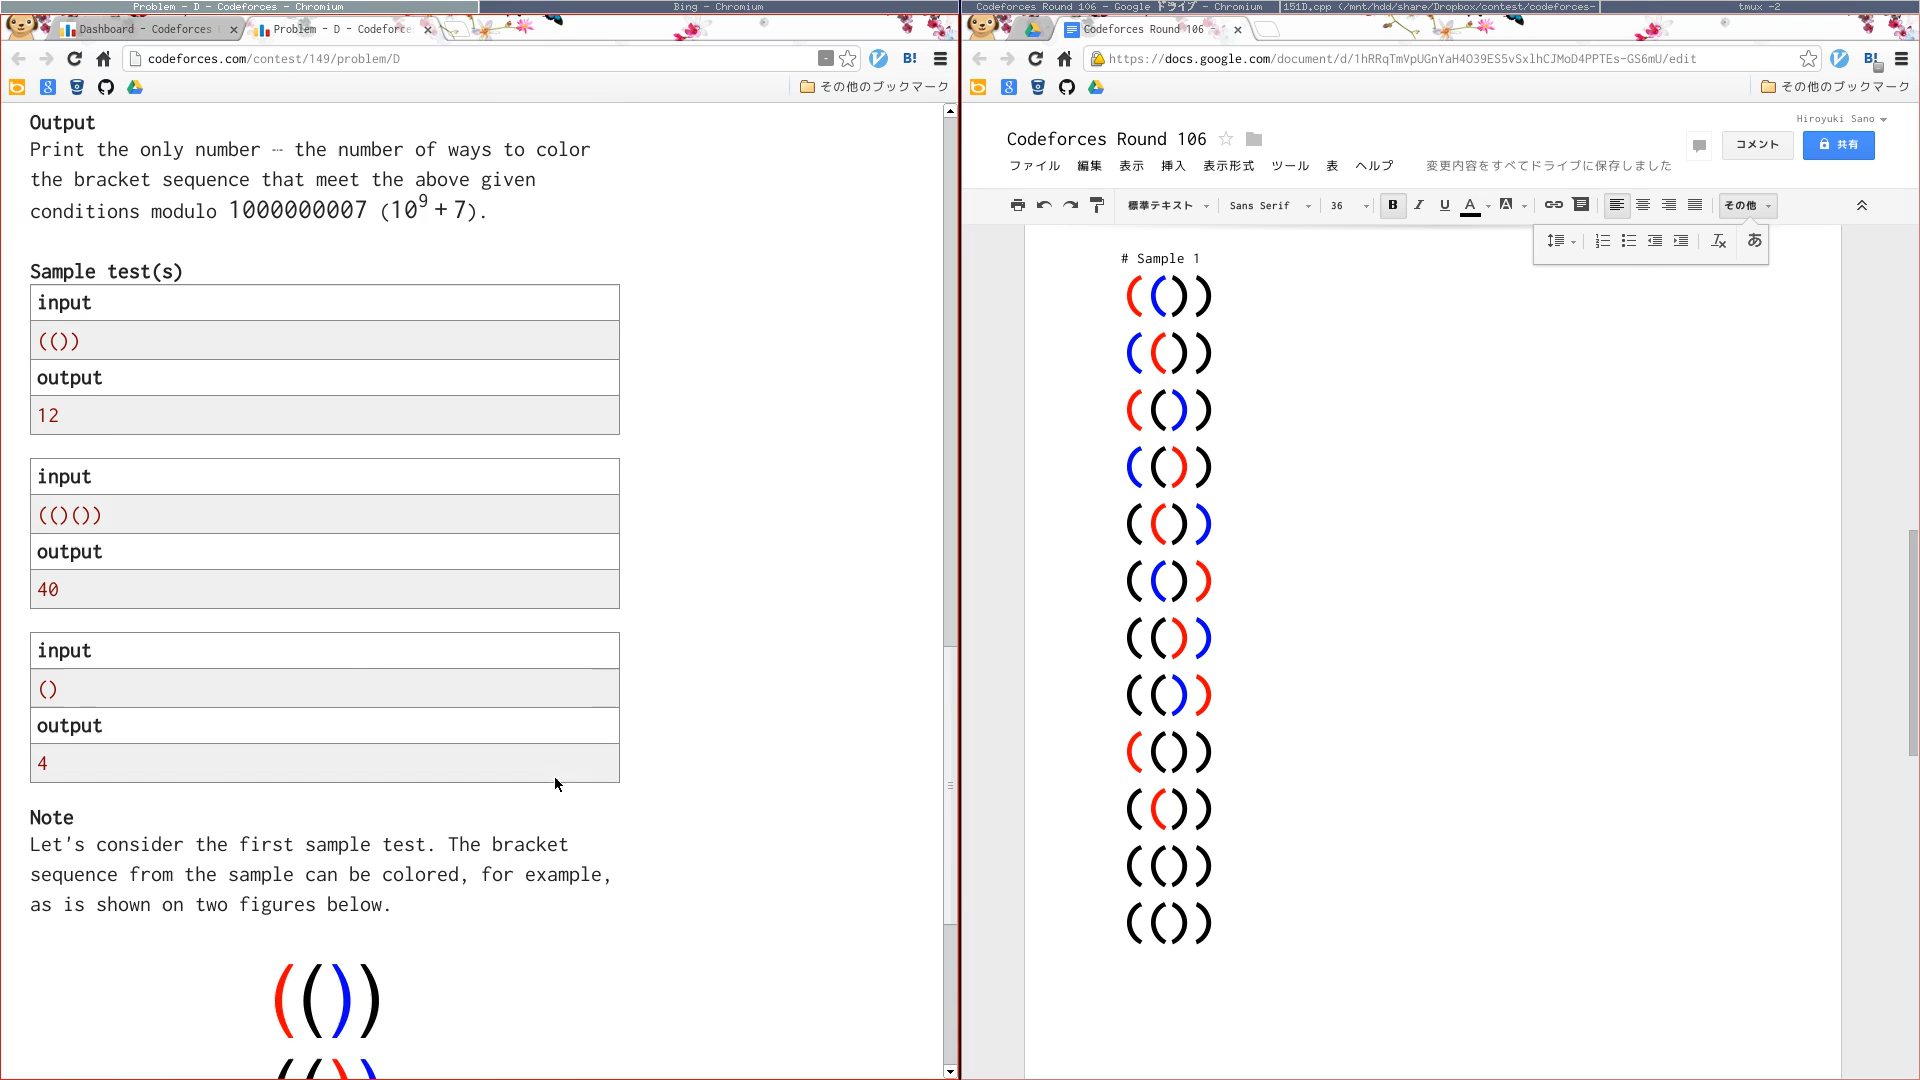 Problem - D - Codeforces - Chromium
Bing - Chromium
Codeforces Round 106 - Google ドライブ - Chromium
151D.cpp (/mnt/hdd/share/Dropbox/contest/codeforces-
tmux -2
Dashboard - Codeforces
Problem - D - Codeforce
Codeforces Round 106
codeforces.com/contest/149/problem/D
https://docs.google.com/document/d/1hRRqTmVpUGnYaH4O39ES5vSxlhCJMoD4PPTEs-GS6mU/edit
B!
B!
その他のブックマーク
その他のブックマーク
Output
Print the only number — the number of ways to color
the bracket sequence that meet the above given
conditions modulo 1000000007 (10^9 + 7).
Sample test(s)
input
(())
output
12
input
(()())
output
40
input
()
output
4
Note
Let's consider the first sample test. The bracket
sequence from the sample can be colored, for example,
as is shown on two figures below.
(())
(())
Hiroyuki Sano
Codeforces Round 106
コメント
共有
ファイル 編集 表示 挿入 表示形式 ツール 表 ヘルプ 変更内容をすべてドライブに保存しました
標準テキスト Sans Serif 36 B I U A A その他
あ
# Sample 1
(())
(())
(())
(())
(())
(())
(())
(())
(())
(())
(())
(())